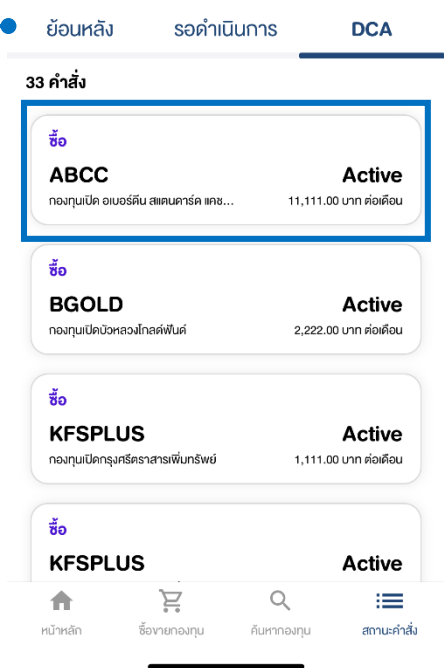 ย้อนหลัง รอดำเนินการ DCA
33 คำสั่ง
ซื้อ
ABCC Active
กองทุนเปิด อเบอร์ดีน สแตนดาร์ด แคช... 11,111.00 บาท ต่อเดือน
ซื้อ
BGOLD Active
กองทุนเปิดบัวหลวงโกลด์ฟันด์ 2,222.00 บาท ต่อเดือน
ซื้อ
KFSPLUS Active
กองทุนเปิดกรุงศรีตราสารเพิ่มทรัพย์ 1,111.00 บาท ต่อเดือน
ซื้อ
KFSPLUS Active
หน้าหลัก ซื้อขายกองทุน ค้นหากองทุน สถานะคำสั่ง